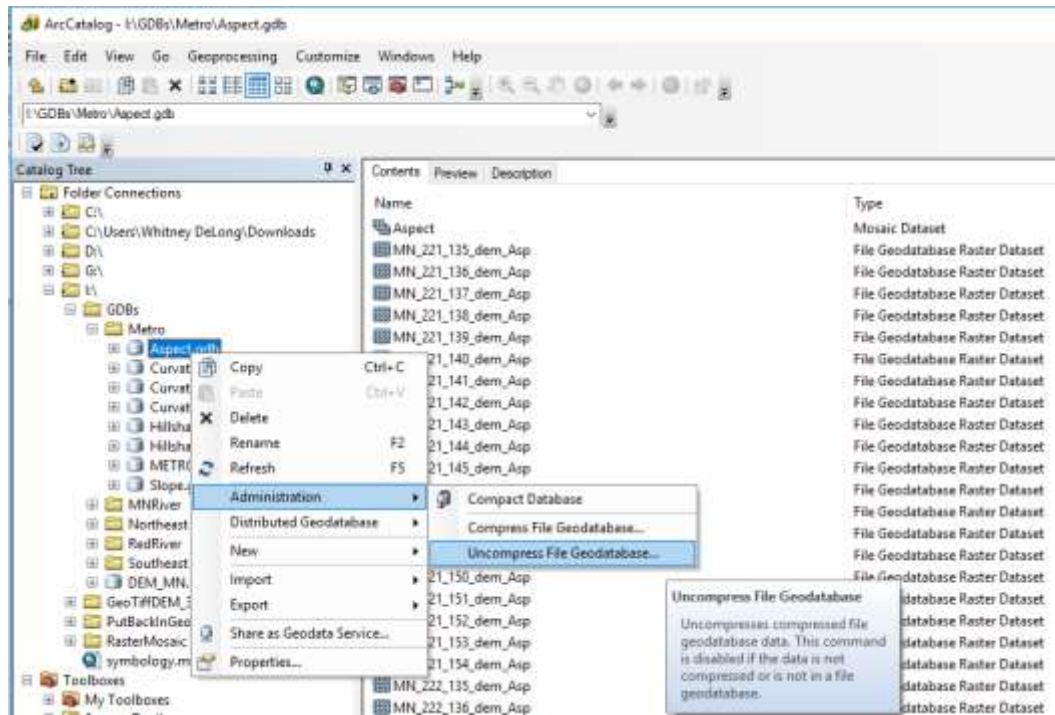 ArcCatalog - I:\GDBs\Metro\Aspect.gdb
File Edit View Go Geoprocessing Customize Windows Help
I:\GDBs\Metro\Aspect.gdb
Catalog Tree
Contents Preview Description
Folder Connections
C:\
C:\Users\Whitney DeLong\Downloads
D:\
G:\
I:\
GDBs
Metro
Aspect.gdb
Curvat
Curvat
Curvat
Hillsha
Hillsha
METRO
Slope.
MNRiver
Northeast
RedRiver
Southeast
DEM_MN.
GeoTiffDEM_
PutBackInGeo
RasterMosaic
symbology.m
Toolboxes
My Toolboxes
Copy Ctrl+C
Paste Ctrl+V
Delete
Rename F2
Refresh F5
Administration
Distributed Geodatabase
New
Import
Export
Share as Geodata Service...
Properties...
Compact Database
Compress File Geodatabase...
Uncompress File Geodatabase...
Name Type
Aspect Mosaic Dataset
MN_221_135_dem_Asp File Geodatabase Raster Dataset
MN_221_136_dem_Asp File Geodatabase Raster Dataset
MN_221_137_dem_Asp File Geodatabase Raster Dataset
MN_221_138_dem_Asp File Geodatabase Raster Dataset
MN_221_139_dem_Asp File Geodatabase Raster Dataset
21_140_dem_Asp File Geodatabase Raster Dataset
21_141_dem_Asp File Geodatabase Raster Dataset
21_142_dem_Asp File Geodatabase Raster Dataset
21_143_dem_Asp File Geodatabase Raster Dataset
21_144_dem_Asp File Geodatabase Raster Dataset
21_145_dem_Asp File Geodatabase Raster Dataset
File Geodatabase Raster Dataset
File Geodatabase Raster Dataset
File Geodatabase Raster Dataset
File Geodatabase Raster Dataset
21_150_dem_Asp File Geodatabase Raster Dataset
21_151_dem_Asp database Raster Dataset
21_152_dem_Asp database Raster Dataset
21_153_dem_Asp database Raster Dataset
21_154_dem_Asp database Raster Dataset
MN_222_135_dem_Asp database Raster Dataset
MN_222_136_dem_Asp database Raster Dataset
Uncompress File Geodatabase
Uncompresses compressed file
geodatabase data. This command
is disabled if the data is not
compressed or is not in a file
geodatabase.